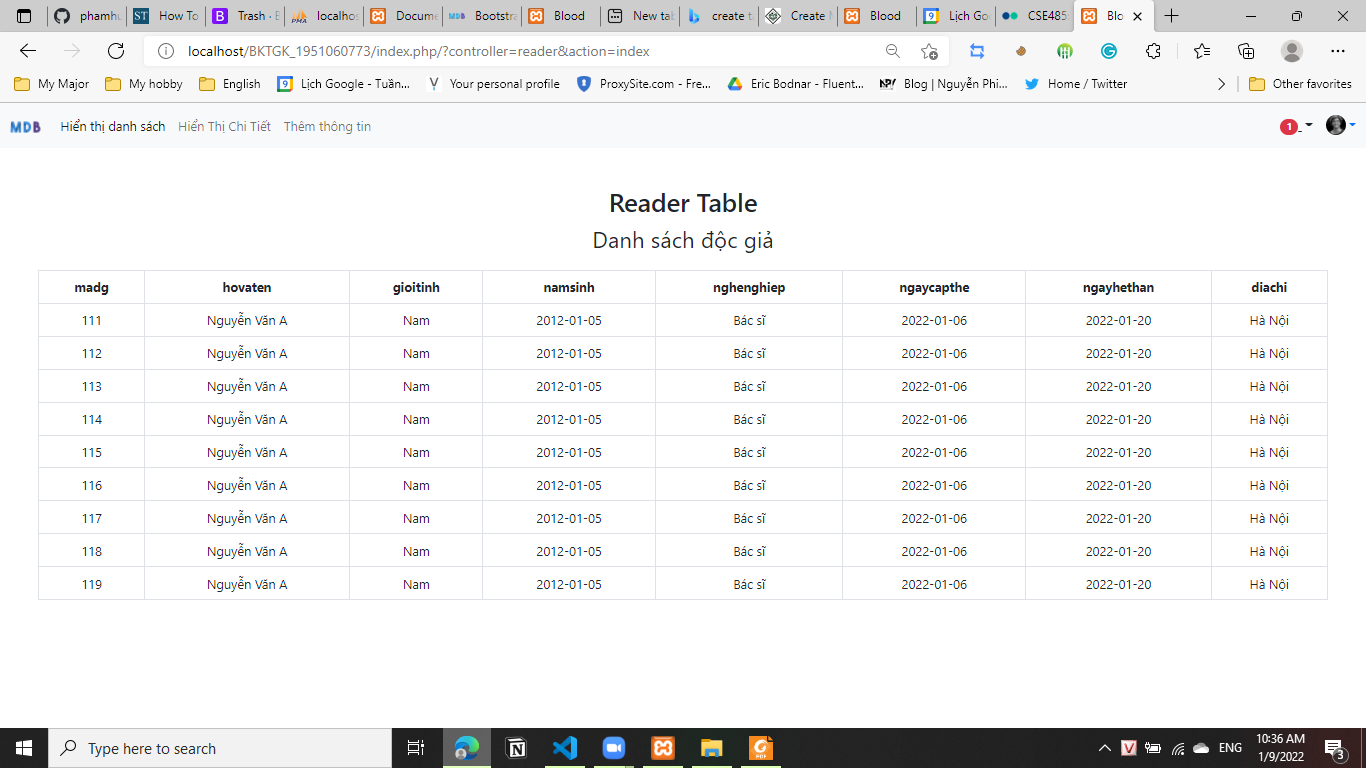 phamhu How To Trash · B localhos Docume Bootstra Blood New tab create ta Create N Blood Lịch Goo CSE485: Blo
localhost/BKTGK_1951060773/index.php/?controller=reader&action=index
My Major My hobby English Lịch Google - Tuần... Your personal profile ProxySite.com - Fre... Eric Bodnar - Fluent... Blog | Nguyễn Phi... Home / Twitter Other favorites
MDB Hiển thị danh sách Hiển Thị Chi Tiết Thêm thông tin 1
Reader Table
Danh sách độc giả
madg hovaten gioitinh namsinh nghenghiep ngaycapthe ngayhethan diachi
111 Nguyễn Văn A Nam 2012-01-05 Bác sĩ 2022-01-06 2022-01-20 Hà Nội
112 Nguyễn Văn A Nam 2012-01-05 Bác sĩ 2022-01-06 2022-01-20 Hà Nội
113 Nguyễn Văn A Nam 2012-01-05 Bác sĩ 2022-01-06 2022-01-20 Hà Nội
114 Nguyễn Văn A Nam 2012-01-05 Bác sĩ 2022-01-06 2022-01-20 Hà Nội
115 Nguyễn Văn A Nam 2012-01-05 Bác sĩ 2022-01-06 2022-01-20 Hà Nội
116 Nguyễn Văn A Nam 2012-01-05 Bác sĩ 2022-01-06 2022-01-20 Hà Nội
117 Nguyễn Văn A Nam 2012-01-05 Bác sĩ 2022-01-06 2022-01-20 Hà Nội
118 Nguyễn Văn A Nam 2012-01-05 Bác sĩ 2022-01-06 2022-01-20 Hà Nội
119 Nguyễn Văn A Nam 2012-01-05 Bác sĩ 2022-01-06 2022-01-20 Hà Nội
Type here to search ENG 10:36 AM
1/9/2022 3